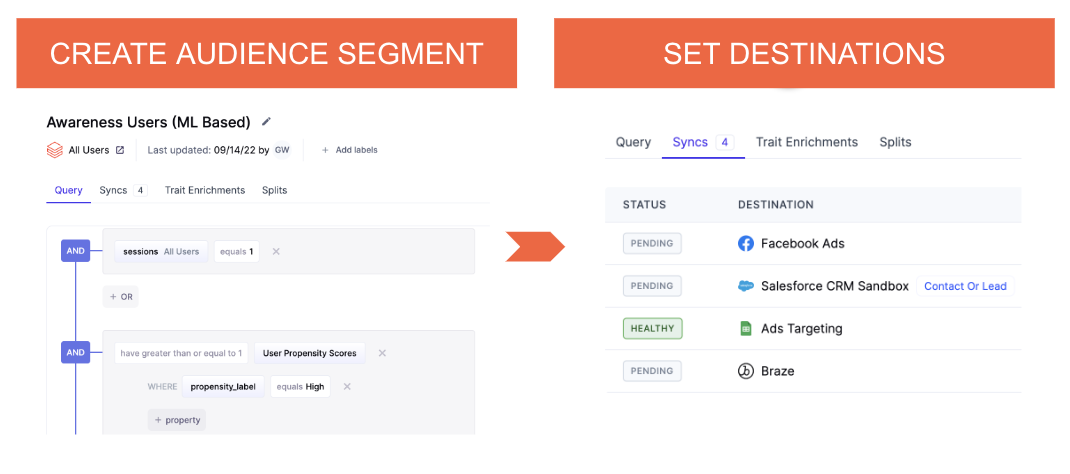 CREATE AUDIENCE SEGMENT
Awareness Users (ML Based)
All Users Last updated: 09/14/22 by GW + Add labels
Query Syncs 4 Trait Enrichments Splits
AND sessions All Users equals 1 ×
+ OR
AND have greater than or equal to 1 User Propensity Scores ×
WHERE propensity_label equals High ×
+ property
SET DESTINATIONS
Query Syncs 4 Trait Enrichments Splits
STATUS DESTINATION
PENDING Facebook Ads
PENDING Salesforce CRM Sandbox Contact Or Lead
HEALTHY Ads Targeting
PENDING Braze